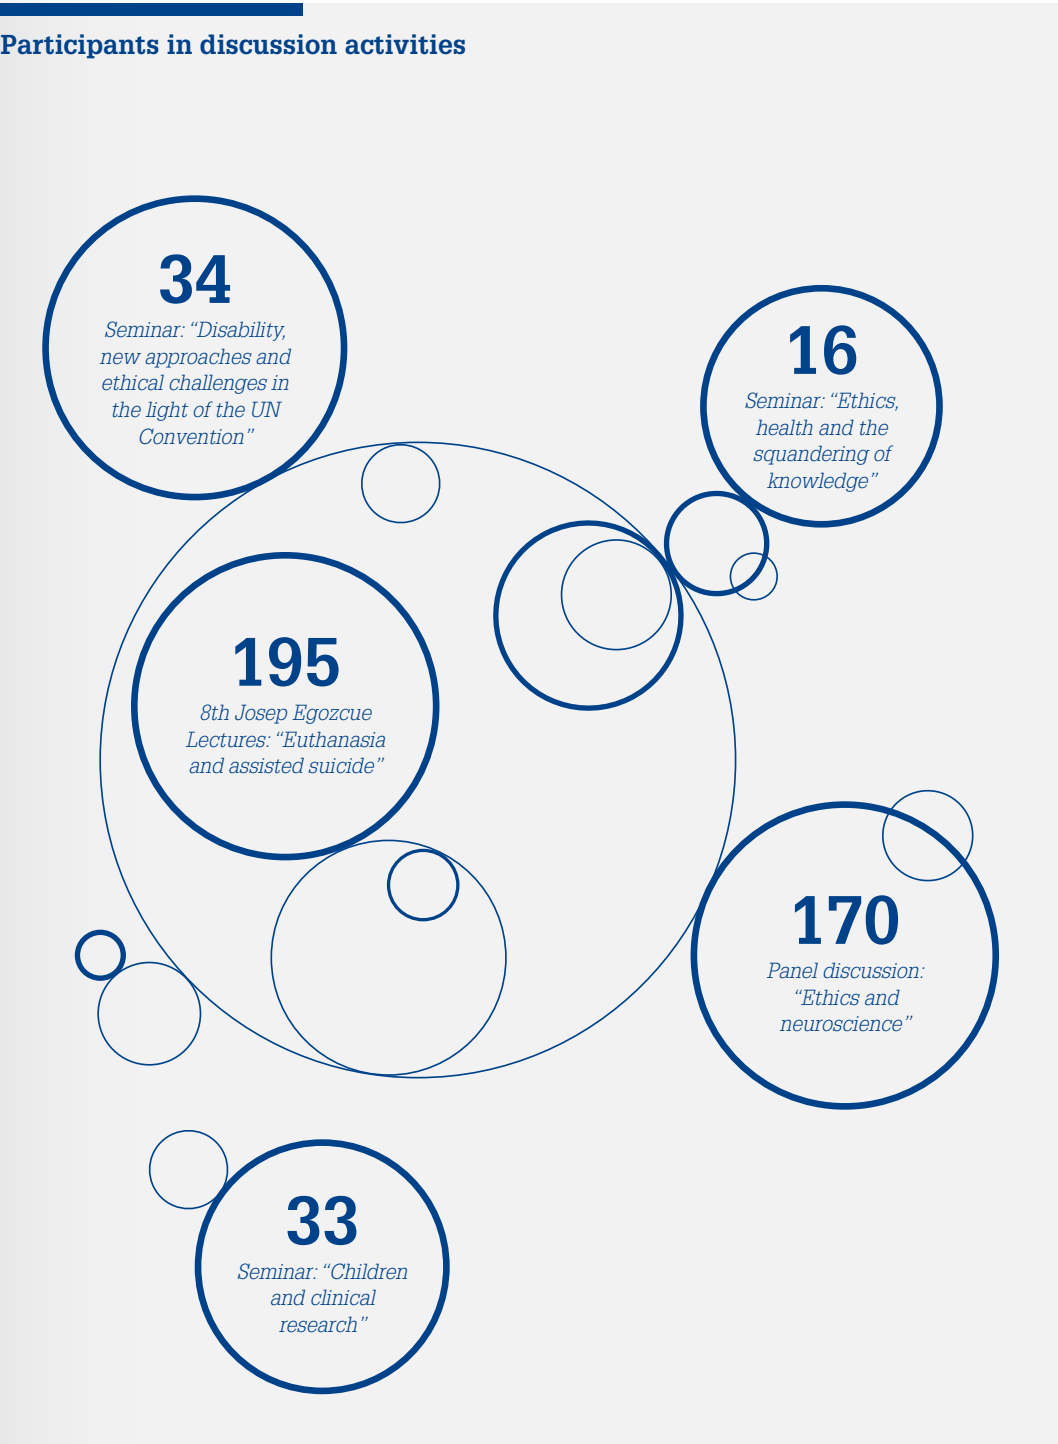 Participants in discussion activities
34
Seminar: “Disability,
new approaches and
ethical challenges in
the light of the UN
Convention”
16
Seminar: “Ethics,
health and the
squandering of
knowledge”
195
8th Josep Egozcue
Lectures: “Euthanasia
and assisted suicide”
170
Panel discussion:
“Ethics and
neuroscience”
33
Seminar: “Children
and clinical
research”